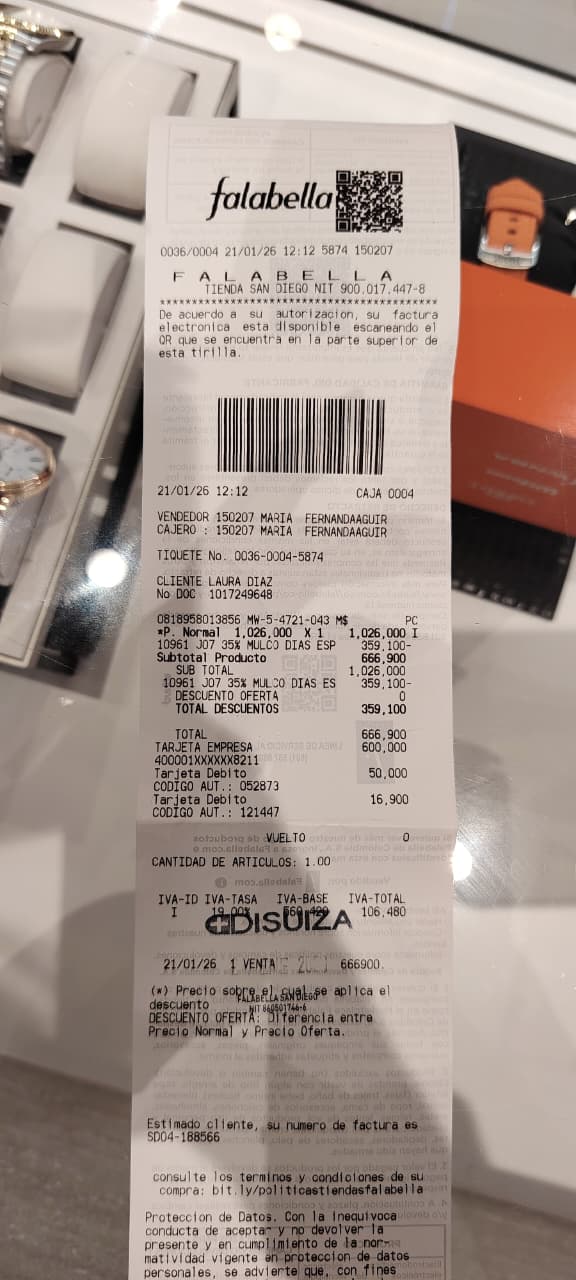 falabella
0036/0004 21/01/26 12:12 5874 150207
F A L A B E L L A
TIENDA SAN DIEGO NIT 900.017.447-8
**************************************
De acuerdo a su autorizacion, su factura
electronica esta disponible escaneando el
QR que se encuentra en la parte superior de
esta tirilla.
21/01/26 12:12 CAJA 0004
VENDEDOR 150207 MARIA FERNANDAAGUIR
CAJERO : 150207 MARIA FERNANDAAGUIR
TIQUETE No. 0036-0004-5874
CLIENTE LAURA DIAZ
No DOC 1017249648
0818958013856 MW-5-4721-043 M$ PC
*P. Normal 1,026,000 X 1 1,026,000 I
10961 J07 35% MULCO DIAS ESP 359,100-
Subtotal Producto 666,900
SUB TOTAL 1,026,000
10961 J07 35% MULCO DIAS ES 359,100-
DESCUENTO OFERTA 0
TOTAL DESCUENTOS 359,100
TOTAL 666,900
TARJETA EMPRESA 600,000
400001XXXXXX8211
Tarjeta Debito 50,000
CODIGO AUT.: 052873
Tarjeta Debito 16,900
CODIGO AUT.: 121447
VUELTO 0
CANTIDAD DE ARTICULOS: 1.00
IVA-ID IVA-TASA IVA-BASE IVA-TOTAL
I 19.00% 560,420 106,480
DISUIZA
21/01/26 1 VENTA 666900.
(*) Precio sobre el cual se aplica el
descuento
FALABELLA SAN DIEGO
NIT 860501746-6
DESCUENTO OFERTA: Diferencia entre
Precio Normal y Precio Oferta.
Estimado cliente, su numero de factura es
SD04-188566
consulte los terminos y condiciones de su
compra: bit.ly/politicastiendasfalabella
Proteccion de Datos. Con la inequivoca
conducta de aceptar y no devolver la
presente y en cumplimiento de la nor-
matividad vigente en proteccion de datos
personales, se advierte que, con fines